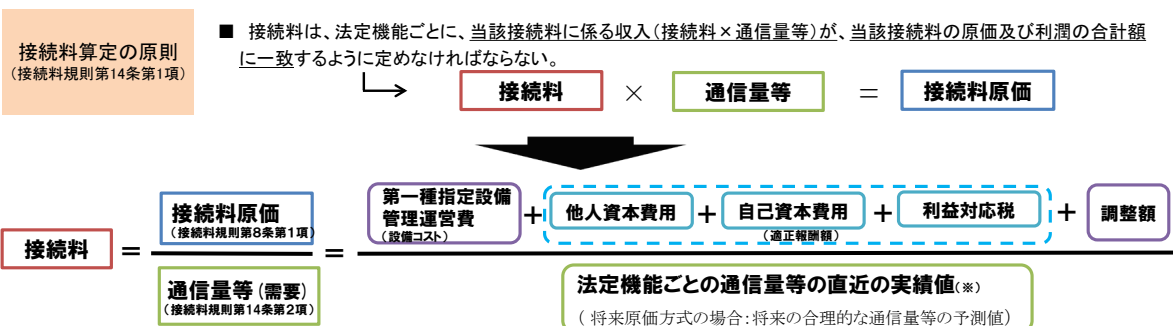 接続料算定の原則
(接続料規則第14条第1項)
■ 接続料は、法定機能ごとに、当該接続料に係る収入(接続料×通信量等)が、当該接続料の原価及び利潤の合計額
に一致するように定めなければならない。
接続料 × 通信量等 = 接続料原価
接続料 = 接続料原価
(接続料規則第8条第1項)
通信量等(需要)
(接続料規則第14条第2項)
= 第一種指定設備
管理運営費
(設備コスト)
+ 他人資本費用 + 自己資本費用 + 利益対応税 + 調整額
(適正報酬額)
法定機能ごとの通信量等の直近の実績値(※)
(将来原価方式の場合:将来の合理的な通信量等の予測値)